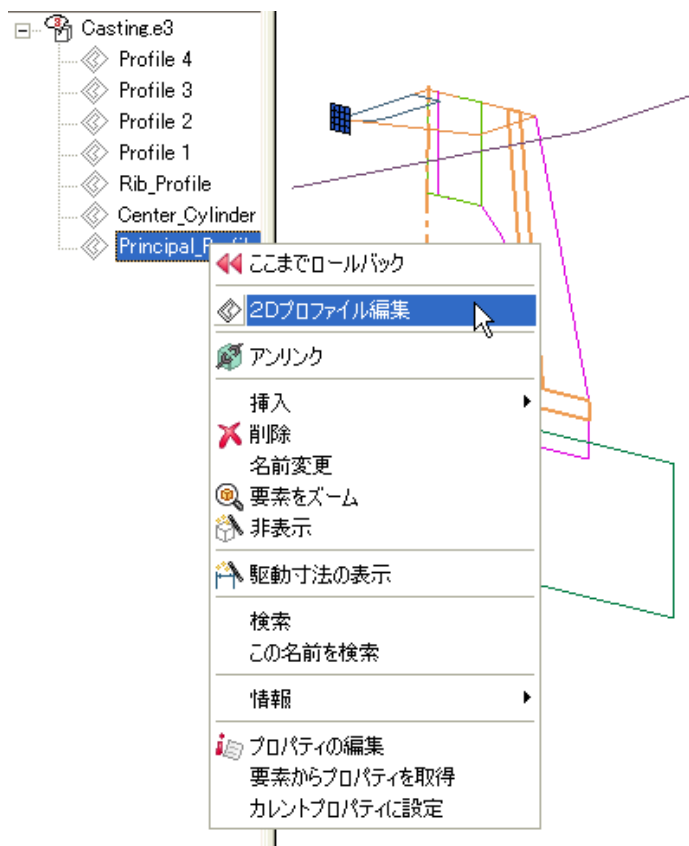 Casting.e3
Profile 4
Profile 3
Profile 2
Profile 1
Rib_Profile
Center_Cylinder
ここまでロールバック
2Dプロファイル編集
アンリンク
挿入
削除
名前変更
要素をズーム
非表示
駆動寸法の表示
検索
この名前を検索
情報
プロパティの編集
要素からプロパティを取得
カレントプロパティに設定